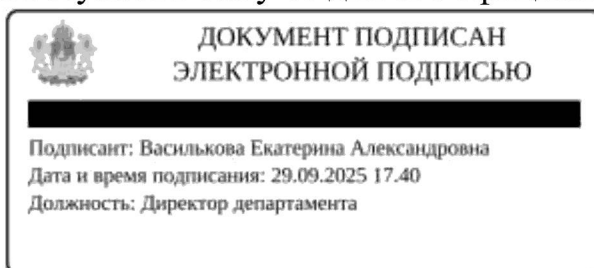 ДОКУМЕНТ ПОДПИСАН
ЭЛЕКТРОННОЙ ПОДПИСЬЮ
Подписант: Василькова Екатерина Александровна
Дата и время подписания: 29.09.2025 17.40
Должность: Директор департамента